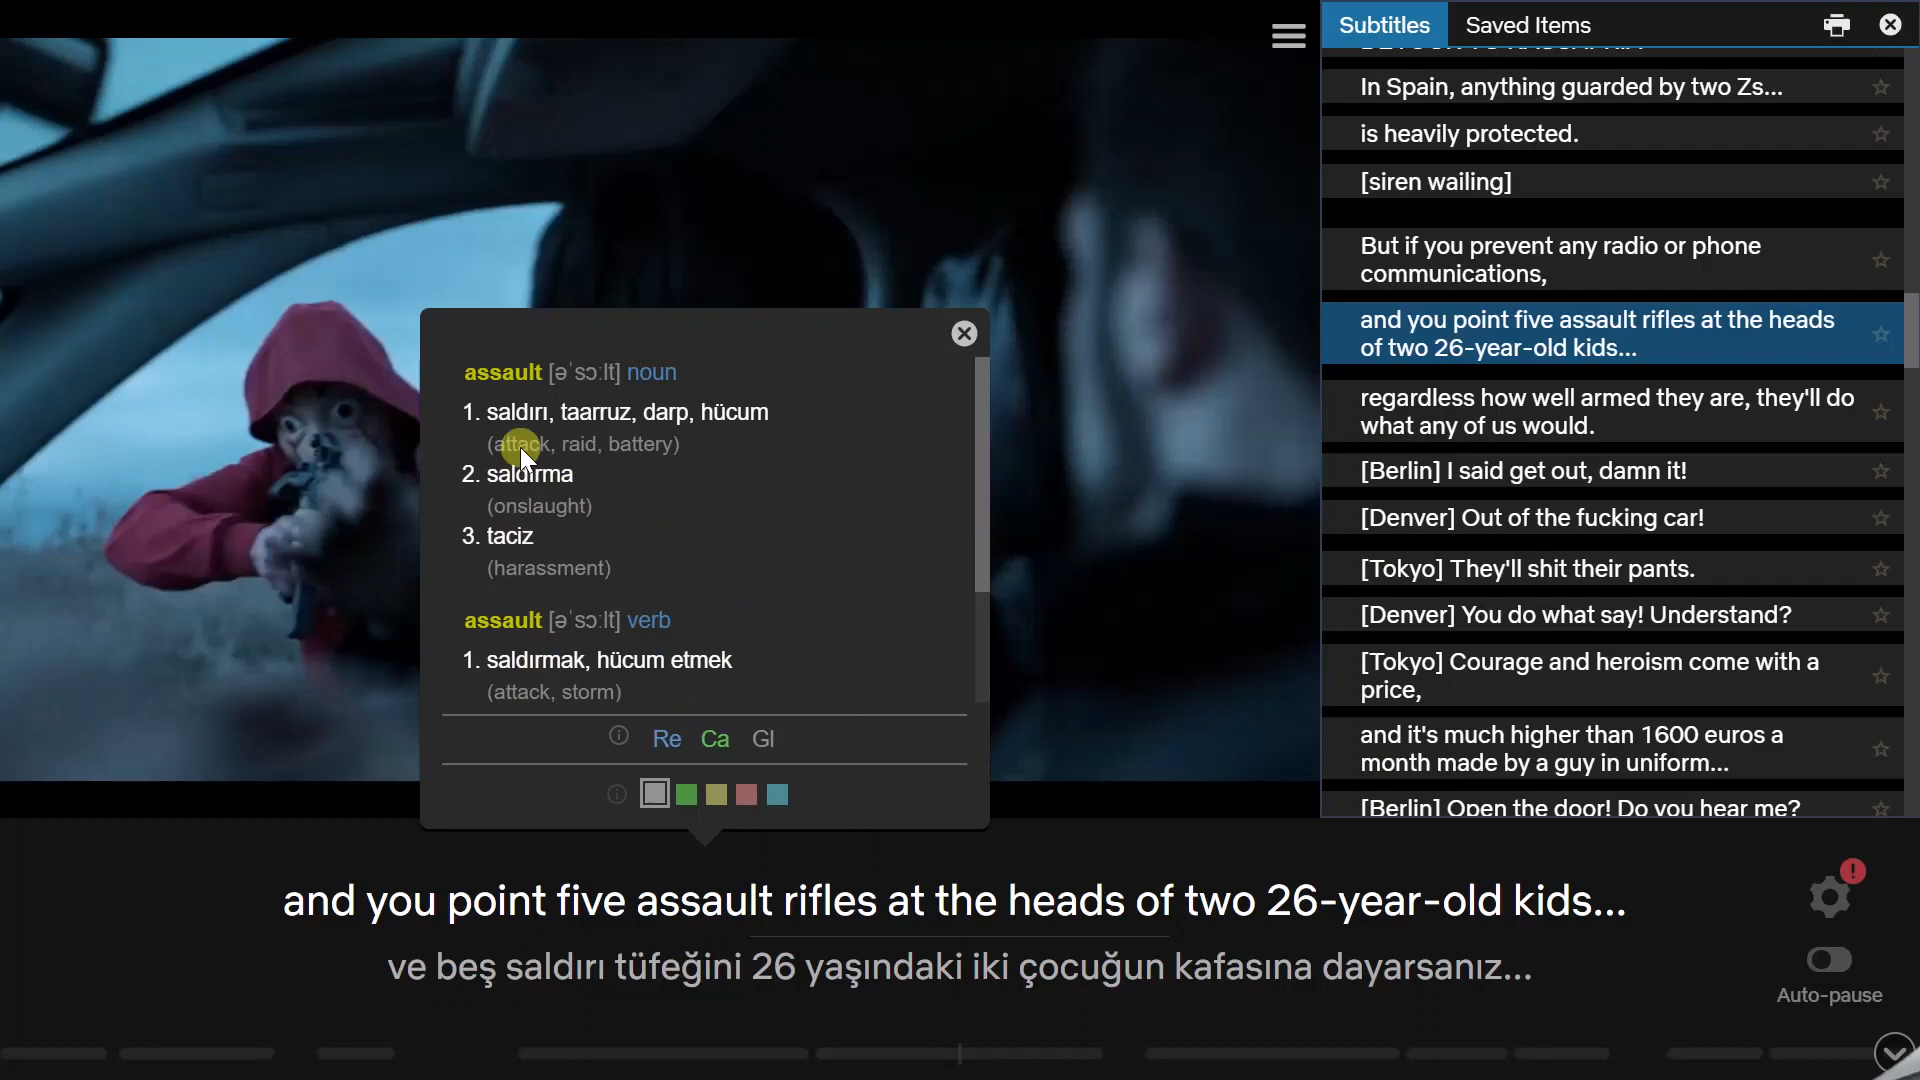 Subtitles
Saved Items
In Spain, anything guarded by two Zs...
is heavily protected.
[siren wailing]
But if you prevent any radio or phone
communications,
and you point five assault rifles at the heads
of two 26-year-old kids...
regardless how well armed they are, they'll do
what any of us would.
[Berlin] I said get out, damn it!
[Denver] Out of the fucking car!
[Tokyo] They'll shit their pants.
[Denver] You do what say! Understand?
[Tokyo] Courage and heroism come with a
price,
and it's much higher than 1600 euros a
month made by a guy in uniform...
[Berlin] Open the door! Do you hear me?
assault [əˈsɔːlt] noun
1. saldırı, taarruz, darp, hücum
(attack, raid, battery)
2. saldırma
(onslaught)
3. taciz
(harassment)
assault [əˈsɔːlt] verb
1. saldırmak, hücum etmek
(attack, storm)
Re Ca Gl
and you point five assault rifles at the heads of two 26-year-old kids...
ve beş saldırı tüfeğini 26 yaşındaki iki çocuğun kafasına dayarsanız...
Auto-pause